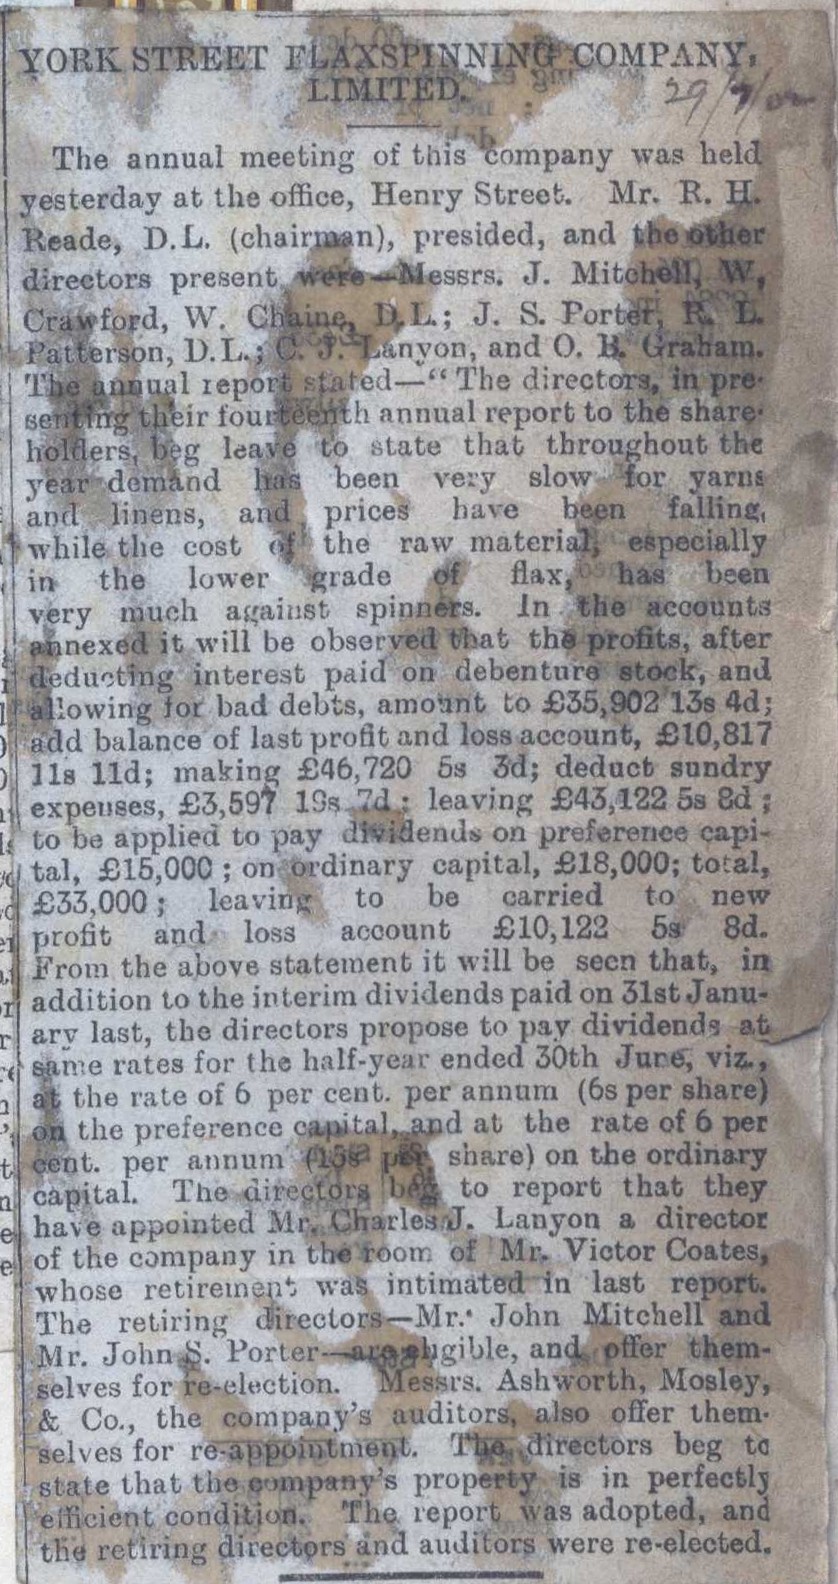 YORK STREET FLAXSPINNING COMPANY,
LIMITED.
29/7/02
The annual meeting of this company was held
yesterday at the office, Henry Street. Mr. R. H.
Reade, D.L. (chairman), presided, and the other
directors present were—Messrs. J. Mitchell, W,
Crawford, W. Chaine, D.L.; J. S. Porter, R. L.
Patterson, D.L.; C. J. Lanyon, and O. B. Graham.
The annual report stated—“The directors, in pre-
senting their fourteenth annual report to the share-
holders, beg leave to state that throughout the
year demand has been very slow for yarns
and linens, and prices have been falling,
while the cost of the raw material, especially
in the lower grade of flax, has been
very much against spinners. In the accounts
annexed it will be observed that the profits, after
deducting interest paid on debenture stock, and
allowing for bad debts, amount to £35,902 13s 4d;
add balance of last profit and loss account, £10,817
11s 11d; making £46,720 5s 3d; deduct sundry
expenses, £3,597 19s 7d; leaving £43,122 5s 8d;
to be applied to pay dividends on preference capi-
tal, £15,000; on ordinary capital, £18,000; total,
£33,000; leaving to be carried to new
profit and loss account £10,122 5s 8d.
From the above statement it will be seen that, in
addition to the interim dividends paid on 31st Janu-
ary last, the directors propose to pay dividends at
same rates for the half-year ended 30th June, viz.,
at the rate of 6 per cent. per annum (6s per share)
on the preference capital, and at the rate of 6 per
cent. per annum (15s per share) on the ordinary
capital. The directors beg to report that they
have appointed Mr. Charles J. Lanyon a director
of the company in the room of Mr. Victor Coates,
whose retirement was intimated in last report.
The retiring directors—Mr. John Mitchell and
Mr. John S. Porter—are eligible, and offer them-
selves for re-election. Messrs. Ashworth, Mosley,
& Co., the company's auditors, also offer them-
selves for re-appointment. The directors beg to
state that the company's property is in perfectly
efficient condition. The report was adopted, and
the retiring directors and auditors were re-elected.